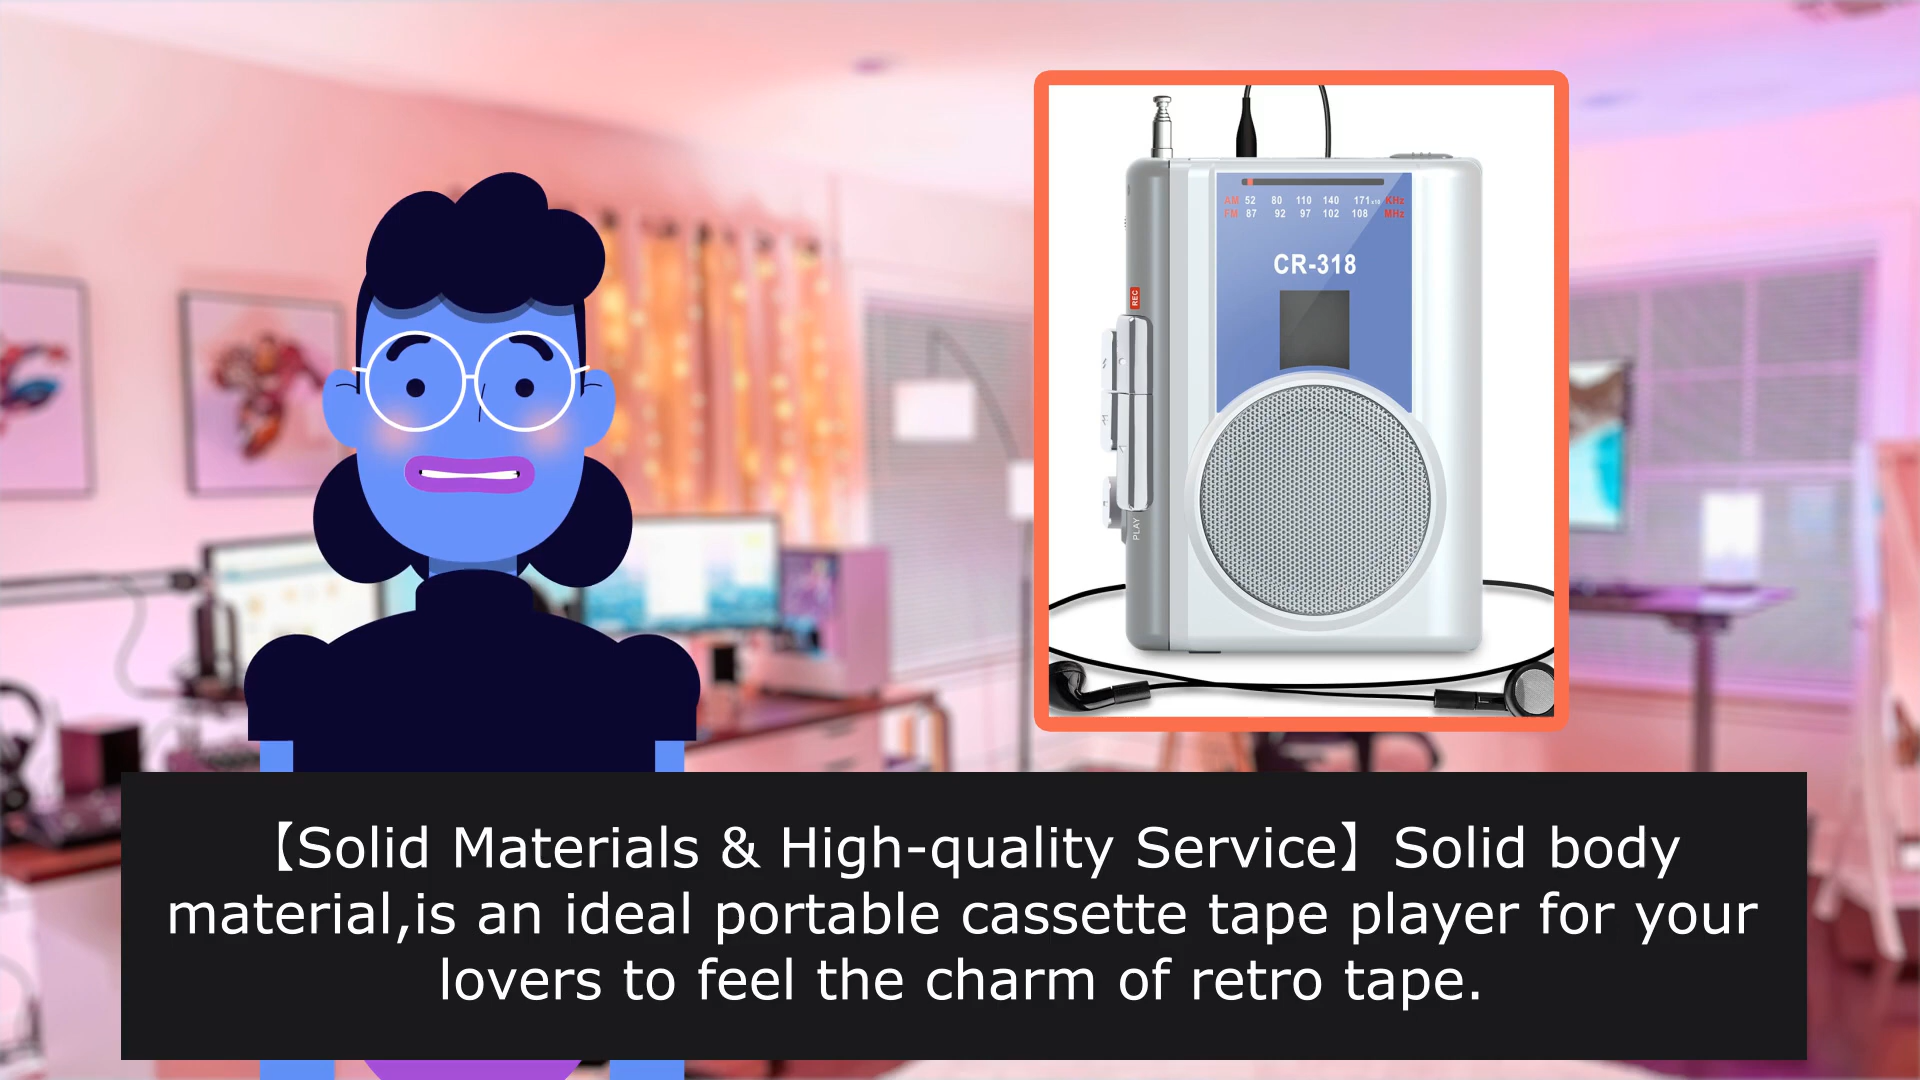 AM 52 80 110 140 171x10 KHz
FM 87 92 97 102 108 MHz
CR-318
REC
PLAY
【Solid Materials & High-quality Service】Solid body
material,is an ideal portable cassette tape player for your
lovers to feel the charm of retro tape.